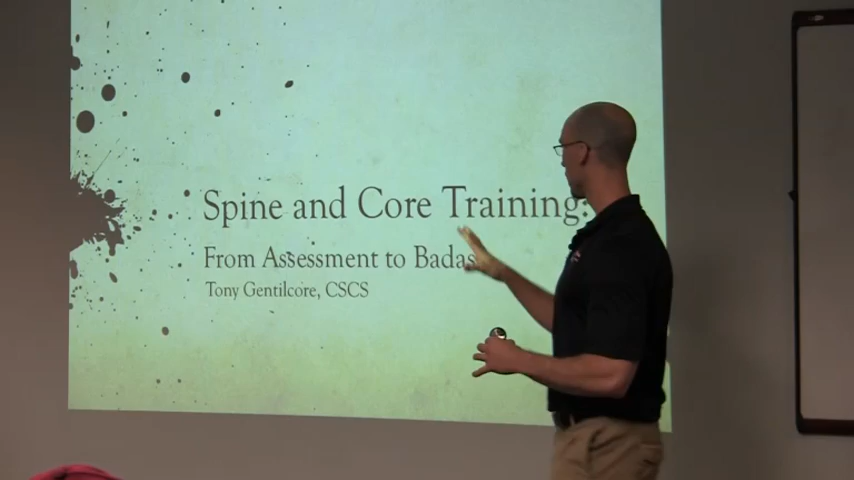 Spine and Core Training:
From Assessment to Badas
Tony Gentilcore, CSCS